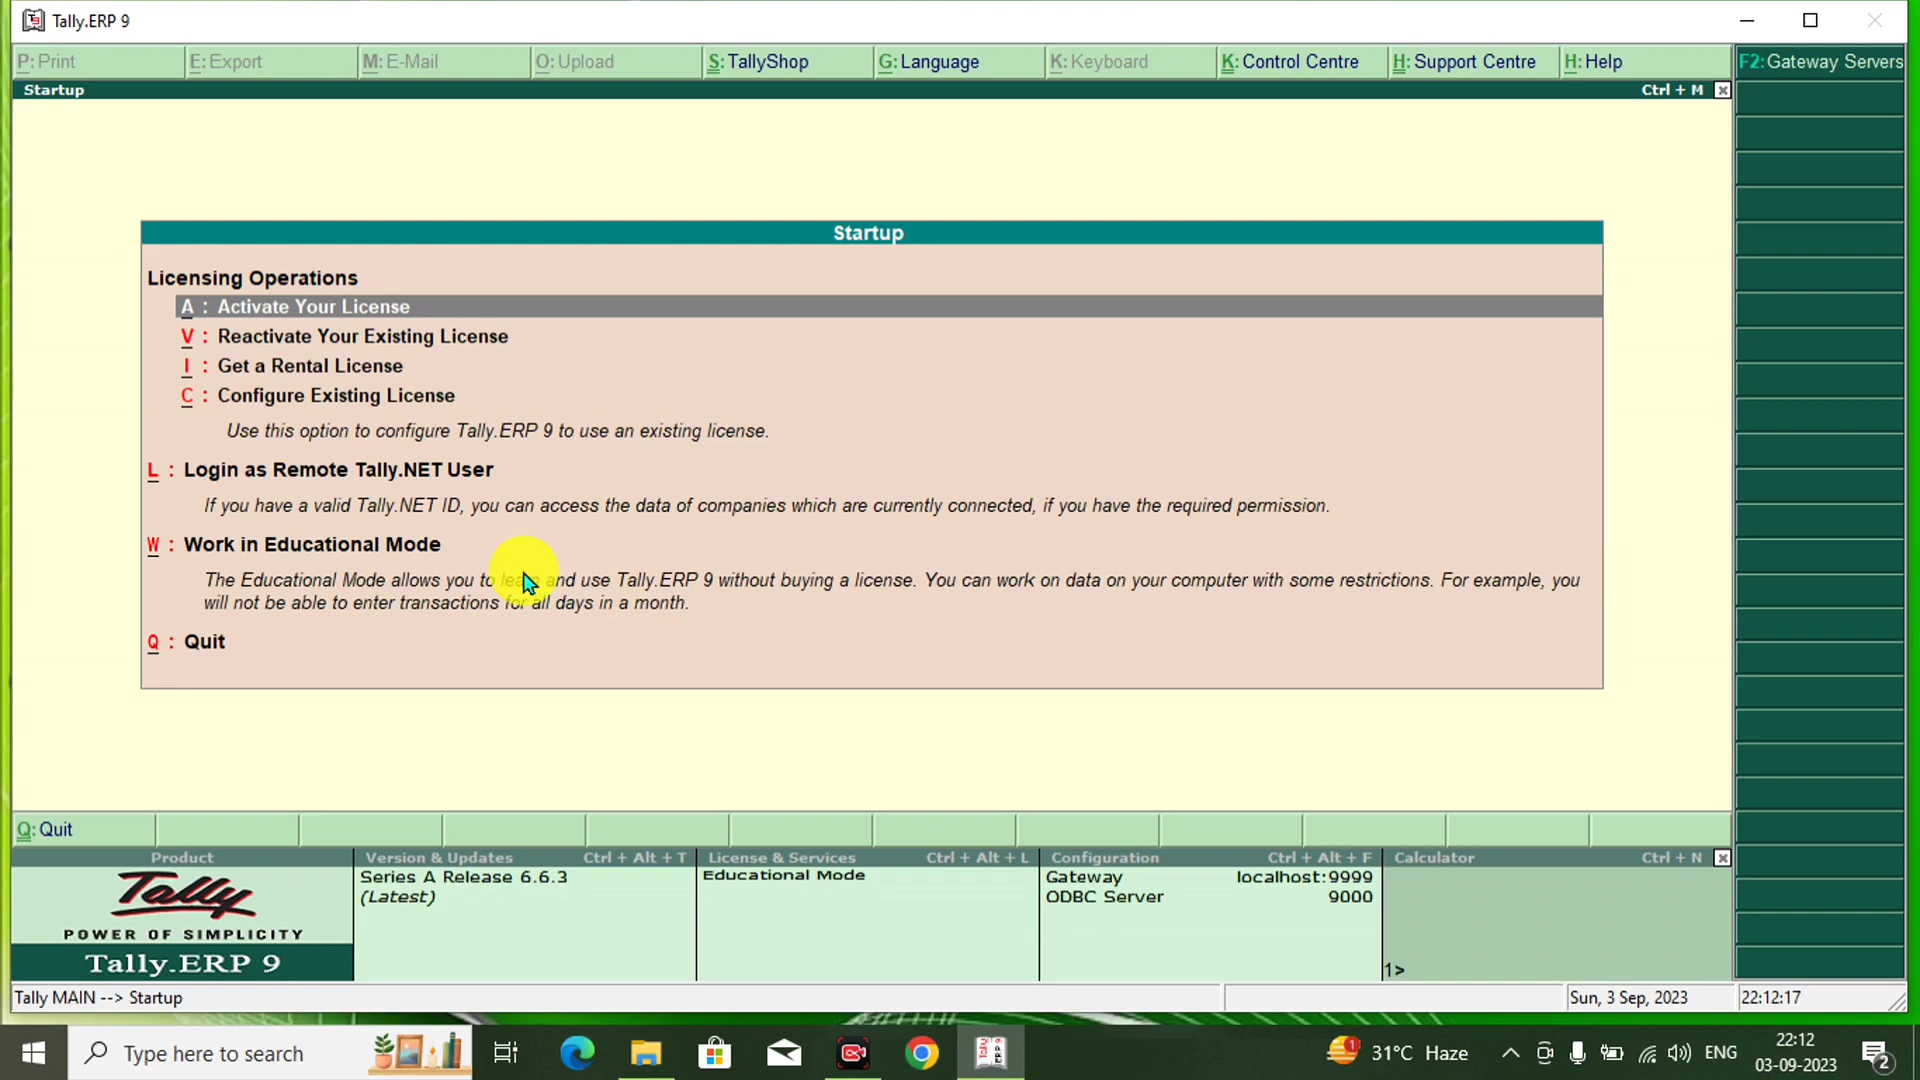 Tally.ERP 9
P: Print E: Export M: E-Mail O: Upload S: TallyShop G: Language K: Keyboard K: Control Centre H: Support Centre H: Help F2: Gateway Servers
Startup Ctrl + M
Startup
Licensing Operations
A : Activate Your License
V : Reactivate Your Existing License
I : Get a Rental License
C : Configure Existing License
Use this option to configure Tally.ERP 9 to use an existing license.
L : Login as Remote Tally.NET User
If you have a valid Tally.NET ID, you can access the data of companies which are currently connected, if you have the required permission.
W : Work in Educational Mode
The Educational Mode allows you to learn and use Tally.ERP 9 without buying a license. You can work on data on your computer with some restrictions. For example, you
will not be able to enter transactions for all days in a month.
Q : Quit
Q: Quit
Product Version & Updates Ctrl + Alt + T License & Services Ctrl + Alt + L Configuration Ctrl + Alt + F Calculator Ctrl + N
Tally Series A Release 6.6.3 Educational Mode Gateway localhost:9999
(Latest) ODBC Server 9000
POWER OF SIMPLICITY
Tally.ERP 9 1>
Tally MAIN --> Startup Sun, 3 Sep, 2023 22:12:17
Type here to search 1 31°C Haze ENG 22:12 2
03-09-2023